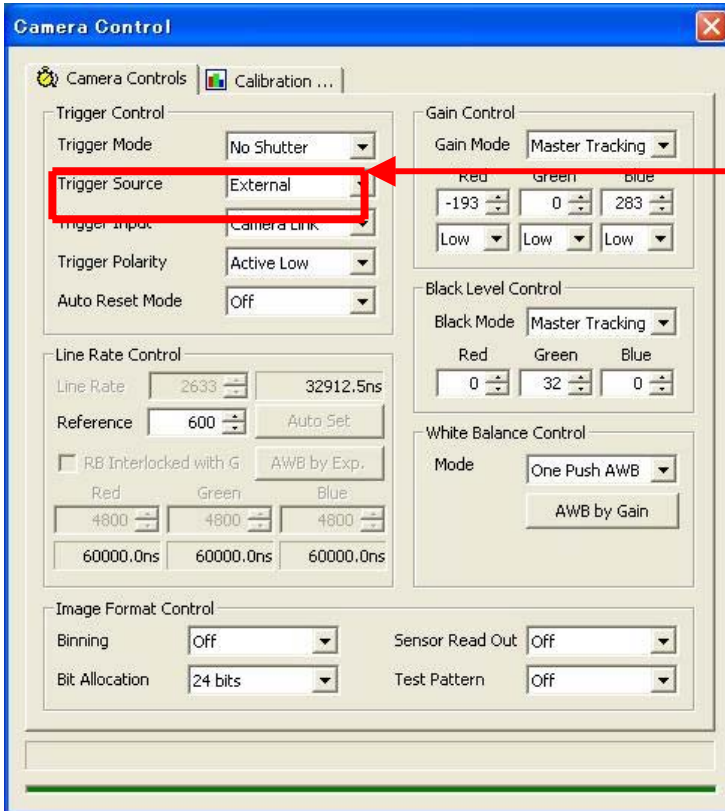 Camera Control
Camera Controls
Calibration ...
Trigger Control
Trigger Mode No Shutter
Trigger Source External
Trigger Input Camera Link
Trigger Polarity Active Low
Auto Reset Mode Off
Line Rate Control
Line Rate 2633 32912.5ns
Reference 600 Auto Set
RB Interlocked with G AWB by Exp.
Red Green Blue
4800 4800 4800
60000.0ns 60000.0ns 60000.0ns
Gain Control
Gain Mode Master Tracking
Red Green Blue
-193 0 283
Low Low Low
Black Level Control
Black Mode Master Tracking
Red Green Blue
0 32 0
White Balance Control
Mode One Push AWB
AWB by Gain
Image Format Control
Binning Off Sensor Read Out Off
Bit Allocation 24 bits Test Pattern Off